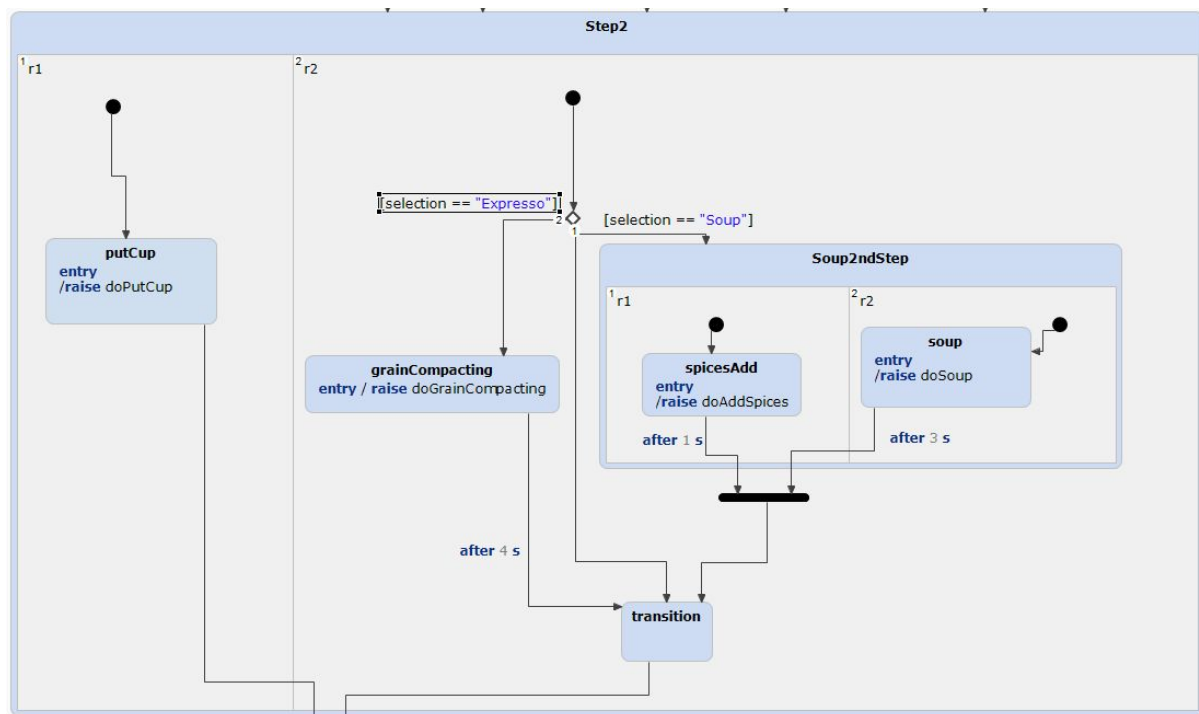 Step2
1 r1
2 r2
[selection == "Expresso"]
2
1
[selection == "Soup"]
putCup
entry
/raise doPutCup
Soup2ndStep
1 r1
2 r2
grainCompacting
entry / raise doGrainCompacting
spicesAdd
entry
/raise doAddSpices
soup
entry
/raise doSoup
after 1 s
after 3 s
after 4 s
transition